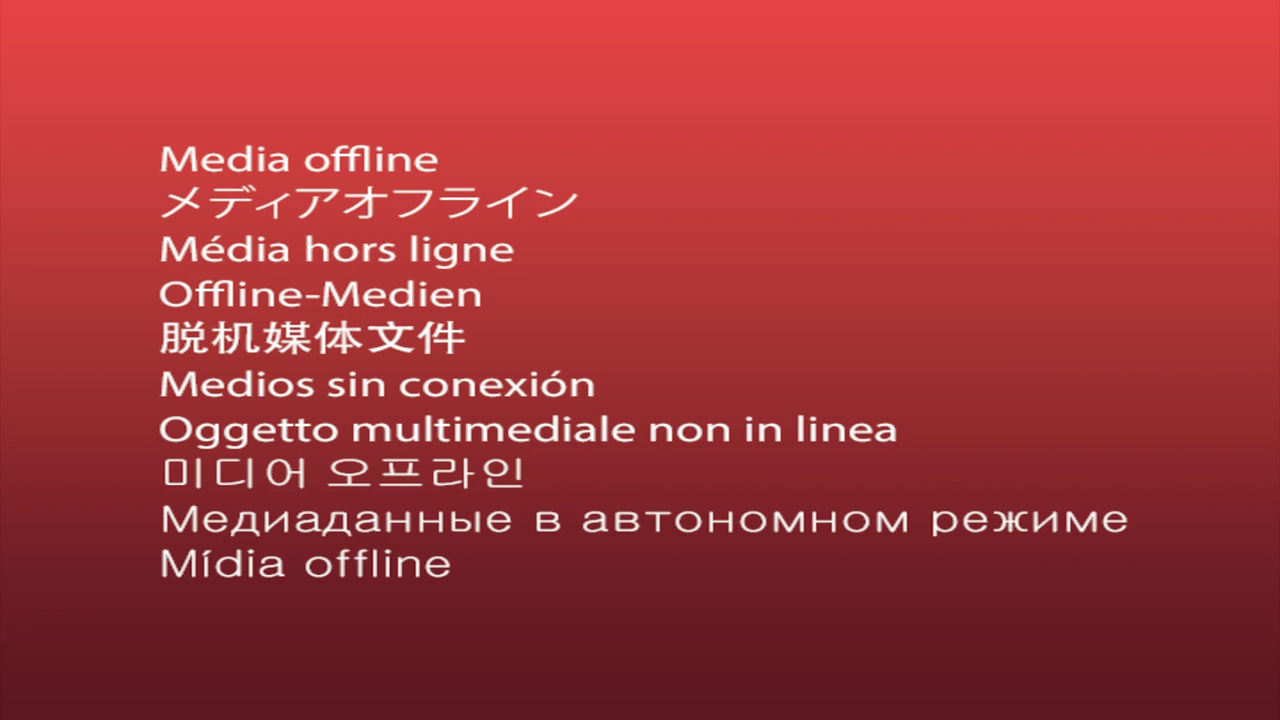 Media offline
メディアオフライン
Média hors ligne
Offline-Medien
脱机媒体文件
Medios sin conexión
Oggetto multimediale non in linea
미디어 오프라인
Медиаданные в автономном режиме
Mídia offline